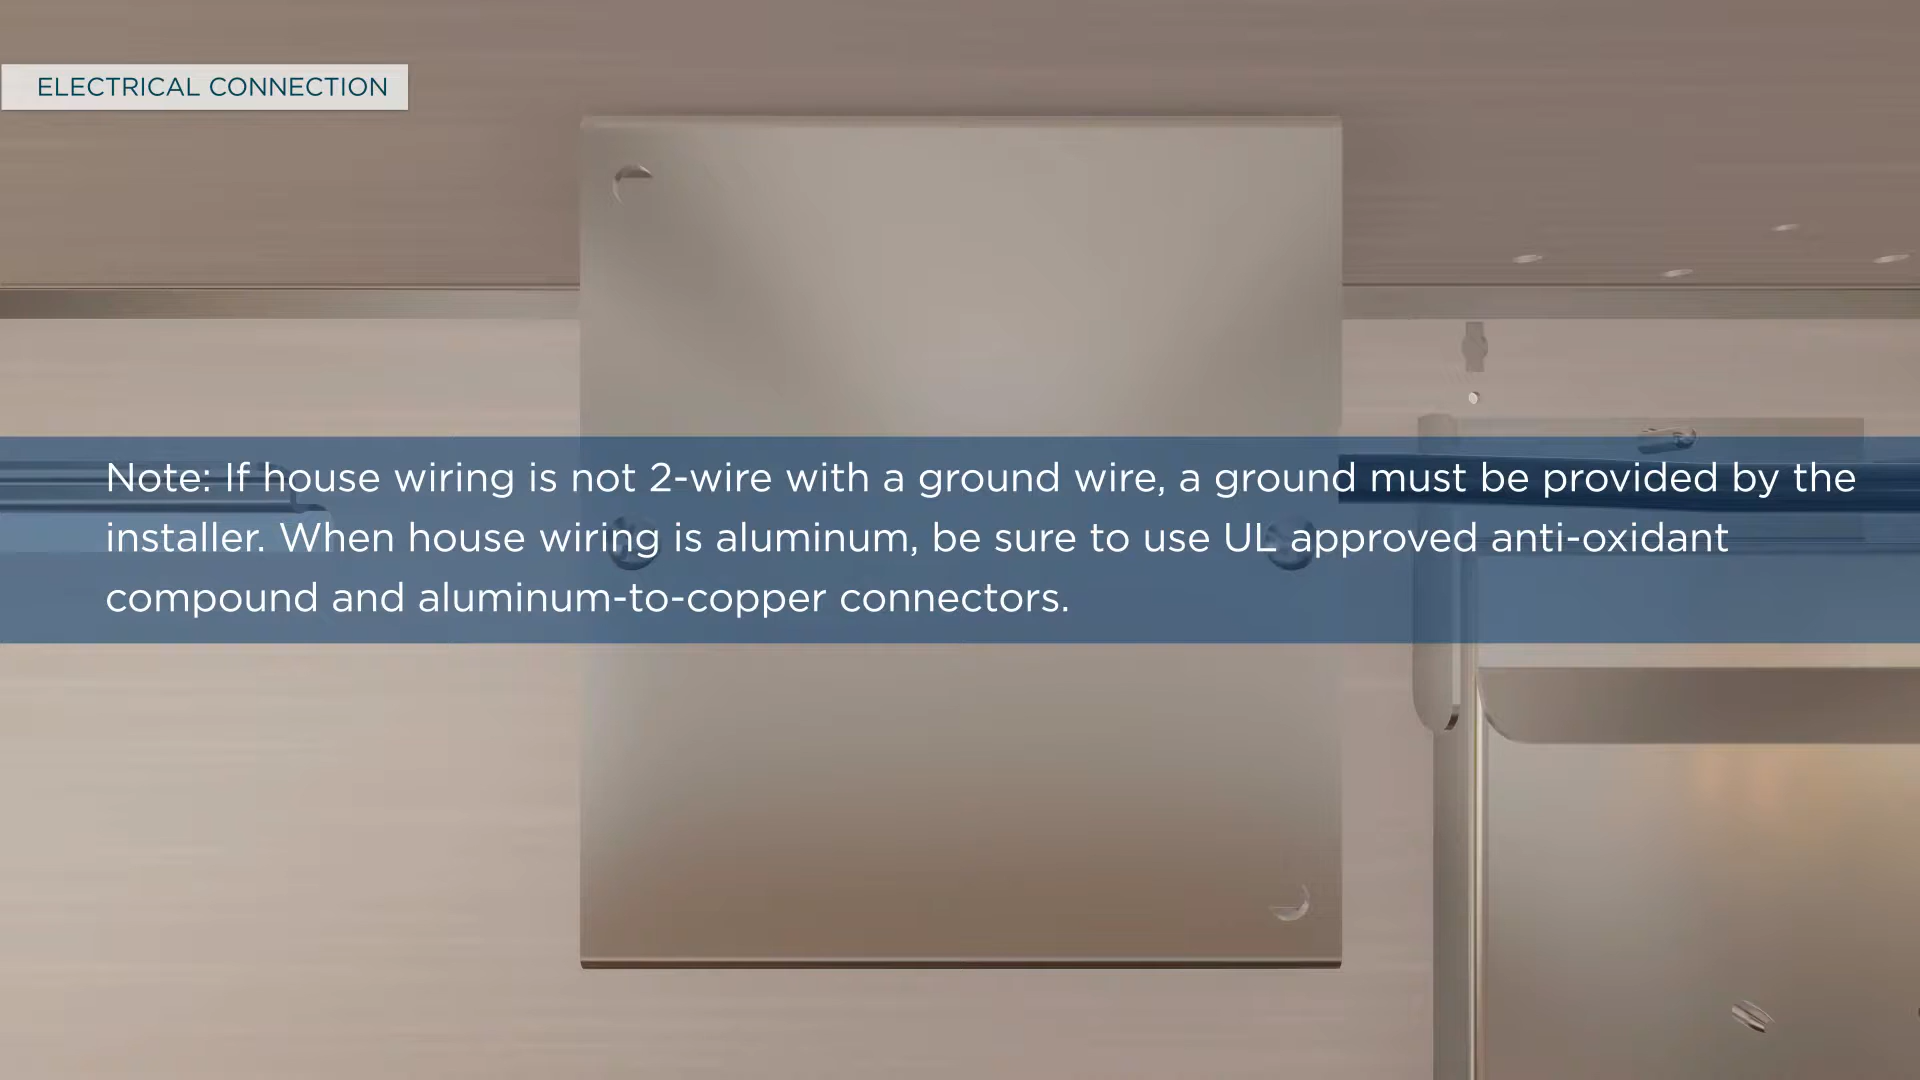 ELECTRICAL CONNECTION
Note: If house wiring is not 2-wire with a ground wire, a ground must be provided by the
installer. When house wiring is aluminum, be sure to use UL approved anti-oxidant
compound and aluminum-to-copper connectors.